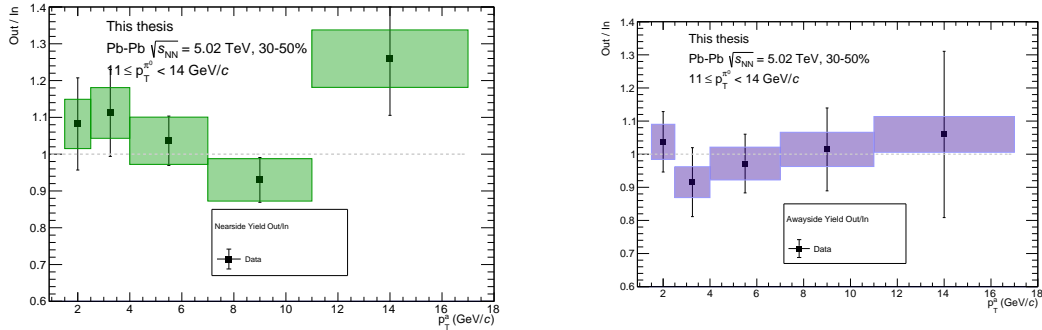 Out / In
1.4
1.3
1.2
1.1
1
0.9
0.8
0.7
0.6
This thesis
Pb-Pb √s_NN = 5.02 TeV, 30-50%
11 ≤ p_T^π⁰ < 14 GeV/c
Nearside Yield Out/In
Data
2 4 6 8 10 12 14 16 18
p_T^a (GeV/c)
Out / In
1.4
1.3
1.2
1.1
1
0.9
0.8
0.7
0.6
This thesis
Pb-Pb √s_NN = 5.02 TeV, 30-50%
11 ≤ p_T^π⁰ < 14 GeV/c
Awayside Yield Out/In
Data
2 4 6 8 10 12 14 16 18
p_T^a (GeV/c)